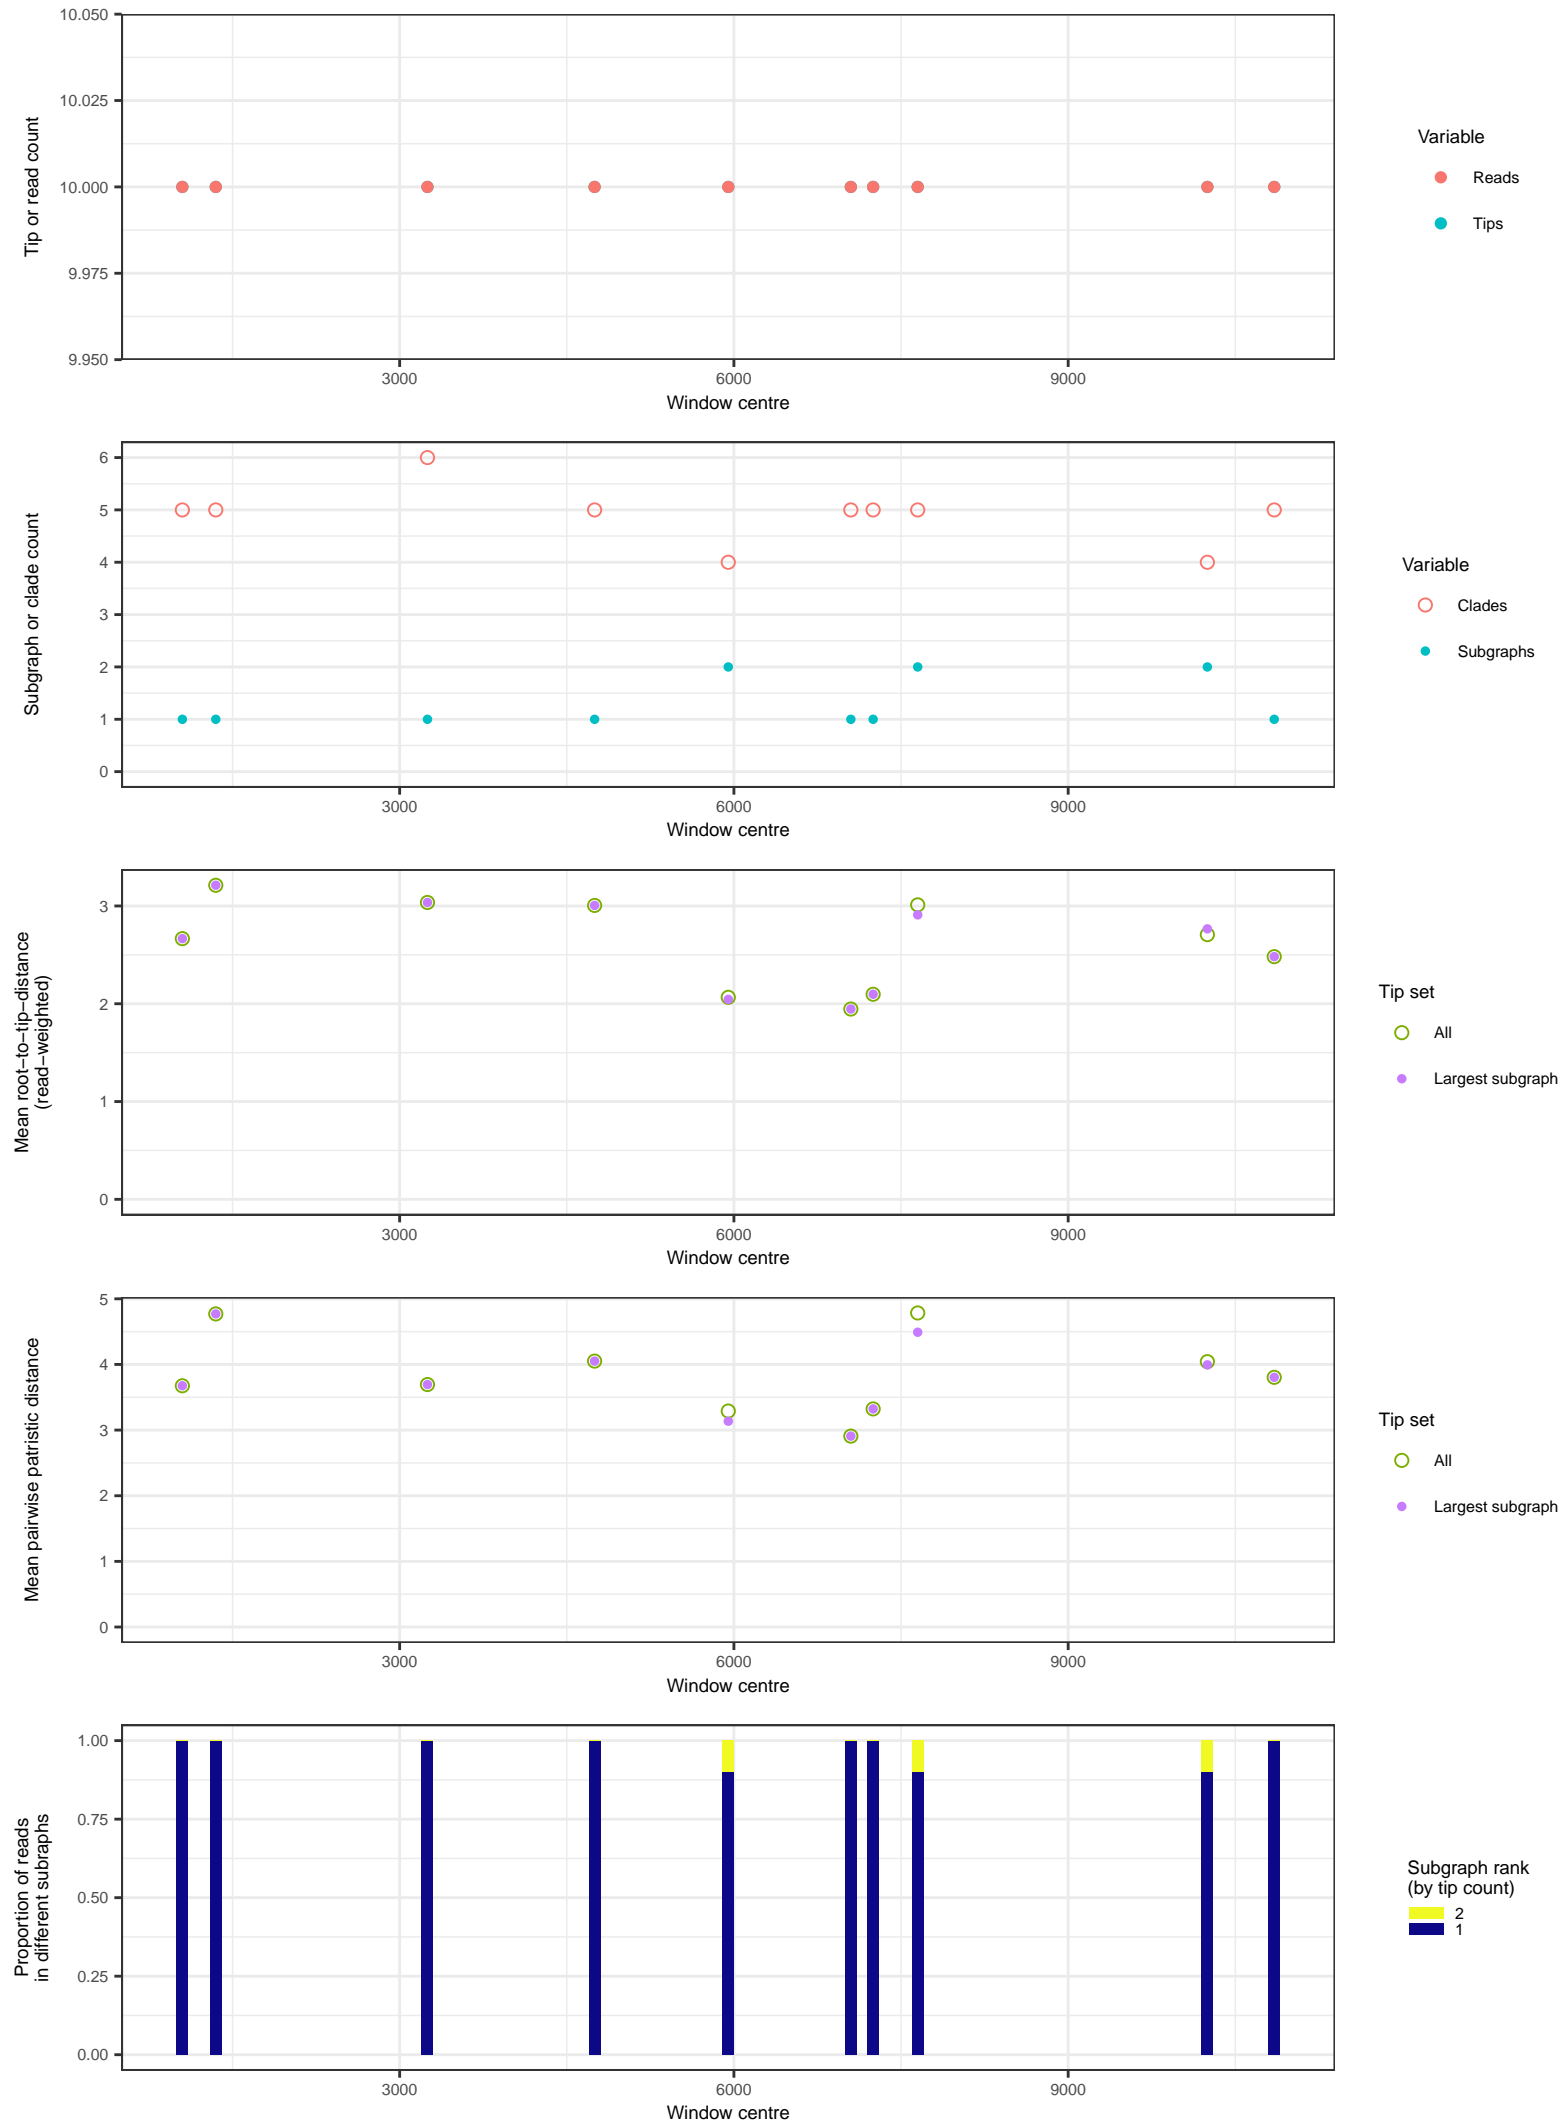 10.050
10.025
10.000
9.975
9.950
Tip or read count
3000
6000
9000
Window centre
Variable
Reads
Tips
6
5
4
3
2
1
0
Subgraph or clade count
3000
6000
9000
Window centre
Variable
Clades
Subgraphs
3
2
1
0
Mean root−to−tip−distance
(read−weighted)
3000
6000
9000
Window centre
Tip set
All
Largest subgraph
5
4
3
2
1
0
Mean pairwise patristic distance
3000
6000
9000
Window centre
Tip set
All
Largest subgraph
1.00
0.75
0.50
0.25
0.00
Proportion of reads
in different subraphs
3000
6000
9000
Window centre
Subgraph rank
(by tip count)
2
1